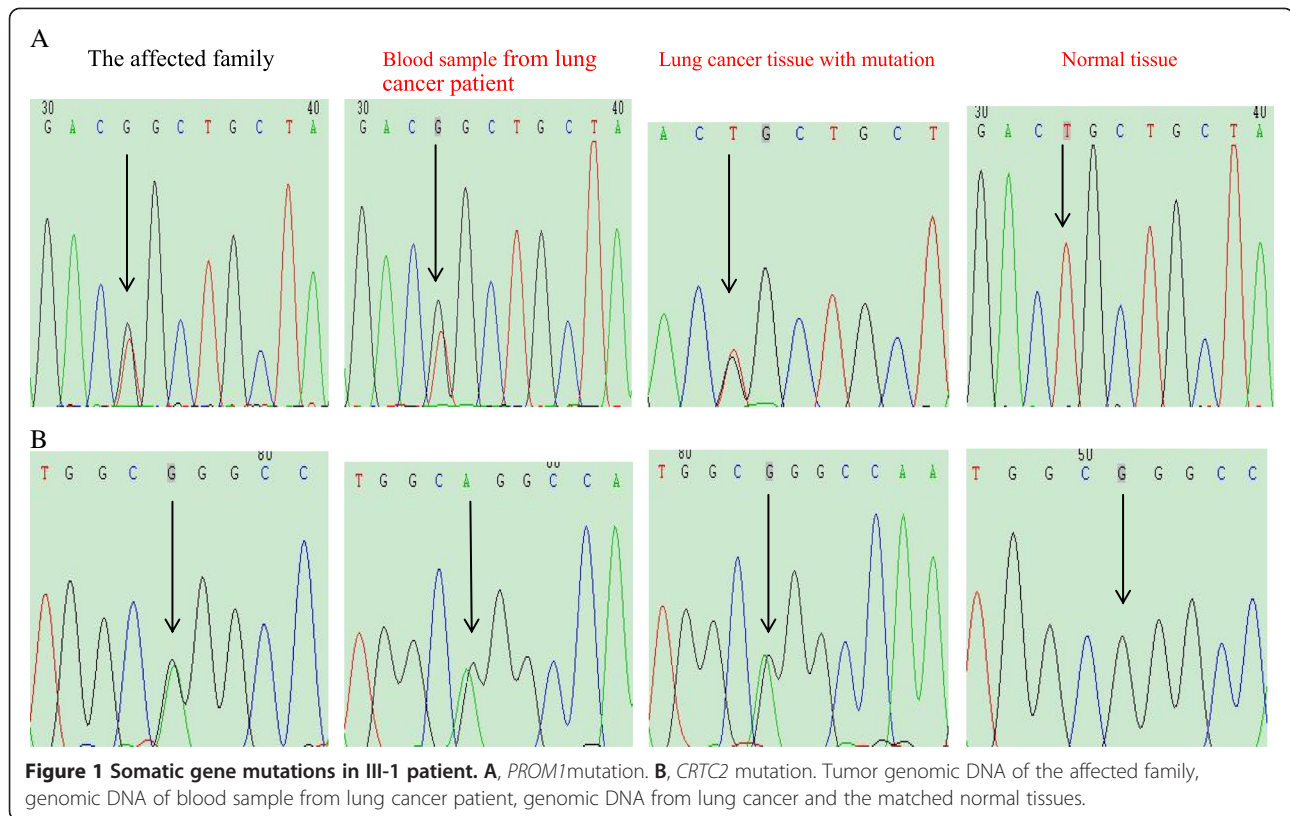 A
The affected family
Blood sample from lung
cancer patient
Lung cancer tissue with mutation
Normal tissue
30 40
G A C G G C T G C T A
30 40
G A C G G C T G C T A
A C T G C T G C T
30 40
G A C T G C T G C T A
B
80
T G G C G G G C C
T G G C A G G C C A
80
T G G C G G G C C A A
50
T G G C G G G C C
Figure 1 Somatic gene mutations in III-1 patient. A, PROM1mutation. B, CRTC2 mutation. Tumor genomic DNA of the affected family,
genomic DNA of blood sample from lung cancer patient, genomic DNA from lung cancer and the matched normal tissues.